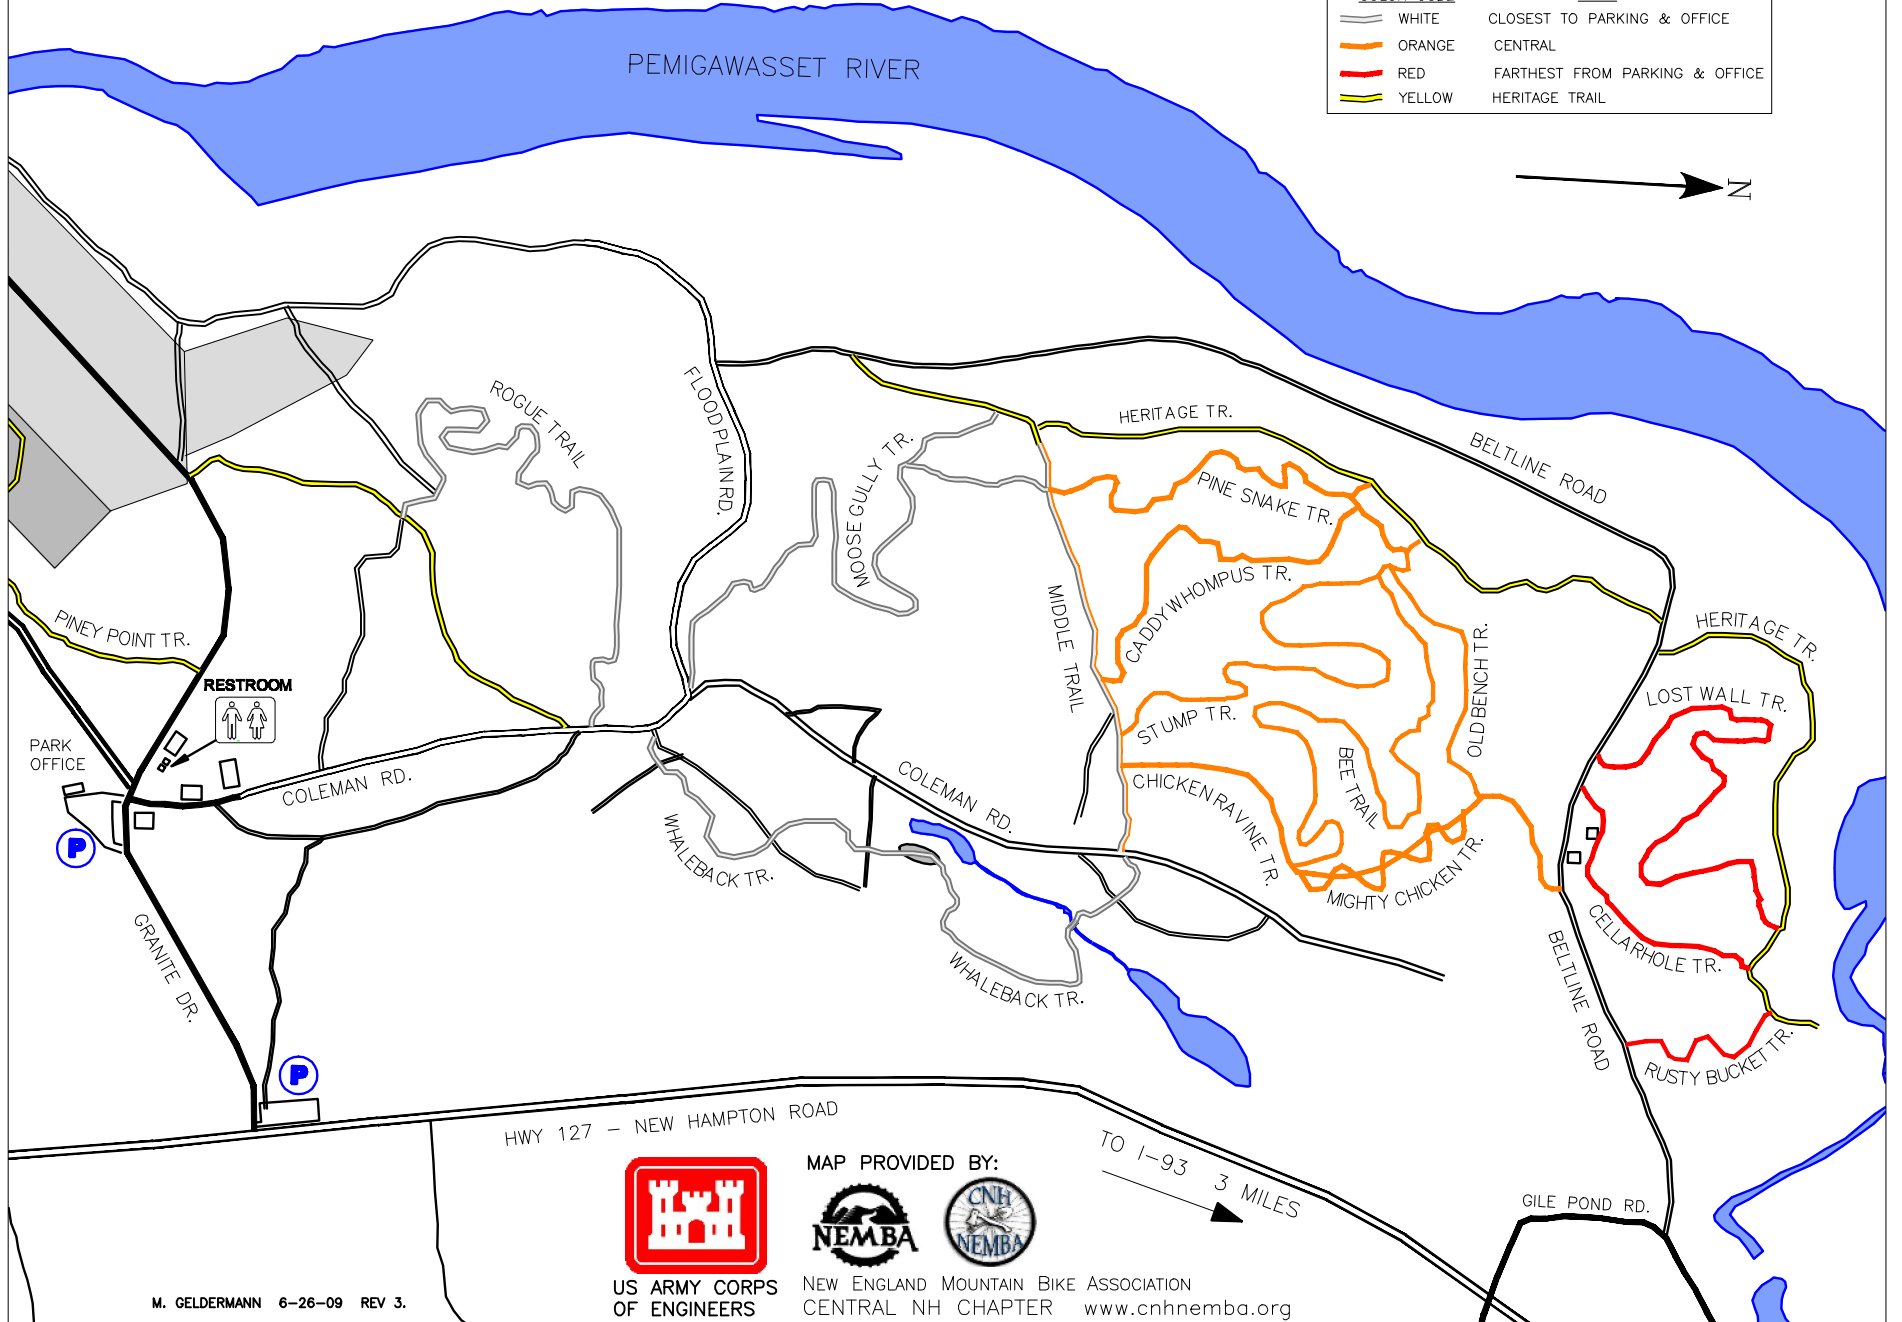 WHITE CLOSEST TO PARKING & OFFICE
ORANGE CENTRAL
RED FARTHEST FROM PARKING & OFFICE
YELLOW HERITAGE TRAIL
PEMIGAWASSET RIVER
N
ROGUE TRAIL
FLOODPLAIN RD.
MOOSE GULLY TR.
HERITAGE TR.
BELTLINE ROAD
PINE SNAKE TR.
CADDYWHOMPUS TR.
MIDDLE TRAIL
PINEY POINT TR.
RESTROOM
HERITAGE TR.
LOST WALL TR.
STUMP TR.
OLD BENCH TR.
BEE TRAIL
PARK
OFFICE
COLEMAN RD.
COLEMAN RD.
CHICKEN RAVINE TR.
WHALEBACK TR.
MIGHTY CHICKEN TR.
P
CELLARHOLE TR.
GRANITE DR.
WHALEBACK TR.
BELTLINE ROAD
RUSTY BUCKET TR.
P
HWY 127 - NEW HAMPTON ROAD
TO I-93 3 MILES
GILE POND RD.
MAP PROVIDED BY:
NEMBA
CNH
NEMBA
US ARMY CORPS
OF ENGINEERS
NEW ENGLAND MOUNTAIN BIKE ASSOCIATION
CENTRAL NH CHAPTER www.cnhnemba.org
M. GELDERMANN 6-26-09 REV 3.